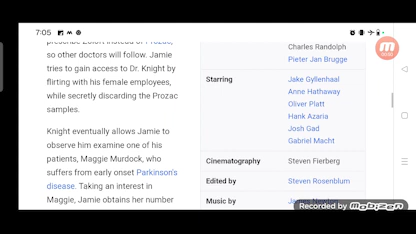 7:05
prescribe Zoloft instead of Prozac,
so other doctors will follow. Jamie
tries to gain access to Dr. Knight by
flirting with his female employees,
while secretly discarding the Prozac
samples.
Knight eventually allows Jamie to
observe him examine one of his
patients, Maggie Murdock, who
suffers from early onset Parkinson's
disease. Taking an interest in
Maggie, Jamie obtains her number
Charles Randolph
Pieter Jan Brugge
Starring
Jake Gyllenhaal
Anne Hathaway
Oliver Platt
Hank Azaria
Josh Gad
Gabriel Macht
Cinematography
Steven Fierberg
Edited by
Steven Rosenblum
Music by
James Newton
00:00
Recorded by Mobizen